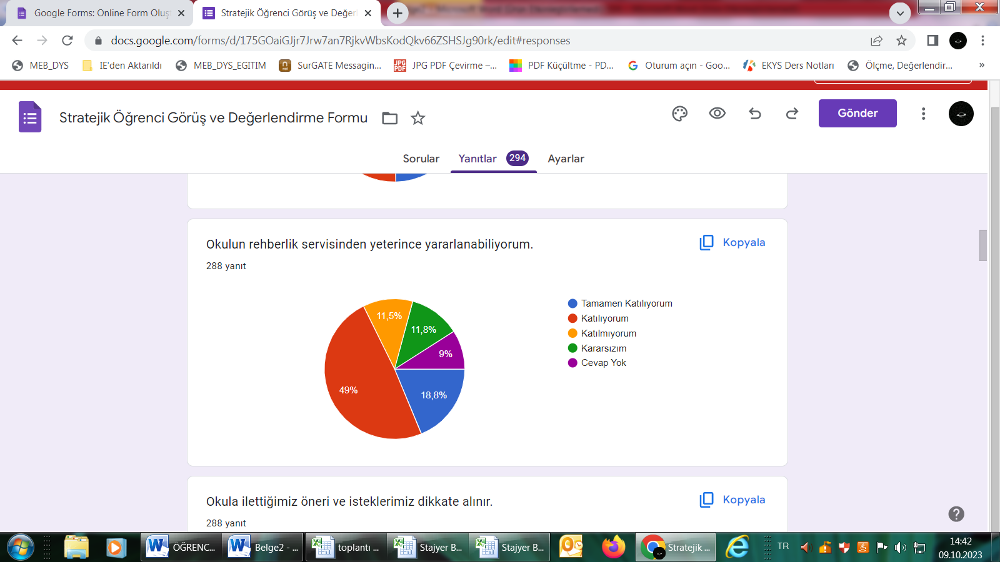 Google Forms: Online Form Oluşt
Stratejik Öğrenci Görüş ve Değerl
docs.google.com/forms/d/175GOaiGJjr7Jrw7an7RjkvWbsKodQkv66ZSHSJg90rk/edit#responses
MEB_DYS
IE'den Aktarıldı
MEB_DYS_EGITIM
SurGATE Messagin...
JPG PDF Çevirme –...
PDF Küçültme - PD...
Oturum açın - Goo...
EKYS Ders Notları
Ölçme, Değerlendir...
»
Stratejik Öğrenci Görüş ve Değerlendirme Formu
Gönder
Sorular
Yanıtlar 294
Ayarlar
Okulun rehberlik servisinden yeterince yararlanabiliyorum.
Kopyala
288 yanıt
Tamamen Katılıyorum
Katılıyorum
Katılmıyorum
Kararsızım
Cevap Yok
11,5%
11,8%
9%
49%
18,8%
Okula ilettiğimiz öneri ve isteklerimiz dikkate alınır.
Kopyala
288 yanıt
ÖĞRENC...
Belge2 - ...
toplantı ...
Stajyer B...
Stajyer B...
Stratejik ...
TR
14:42
09.10.2023